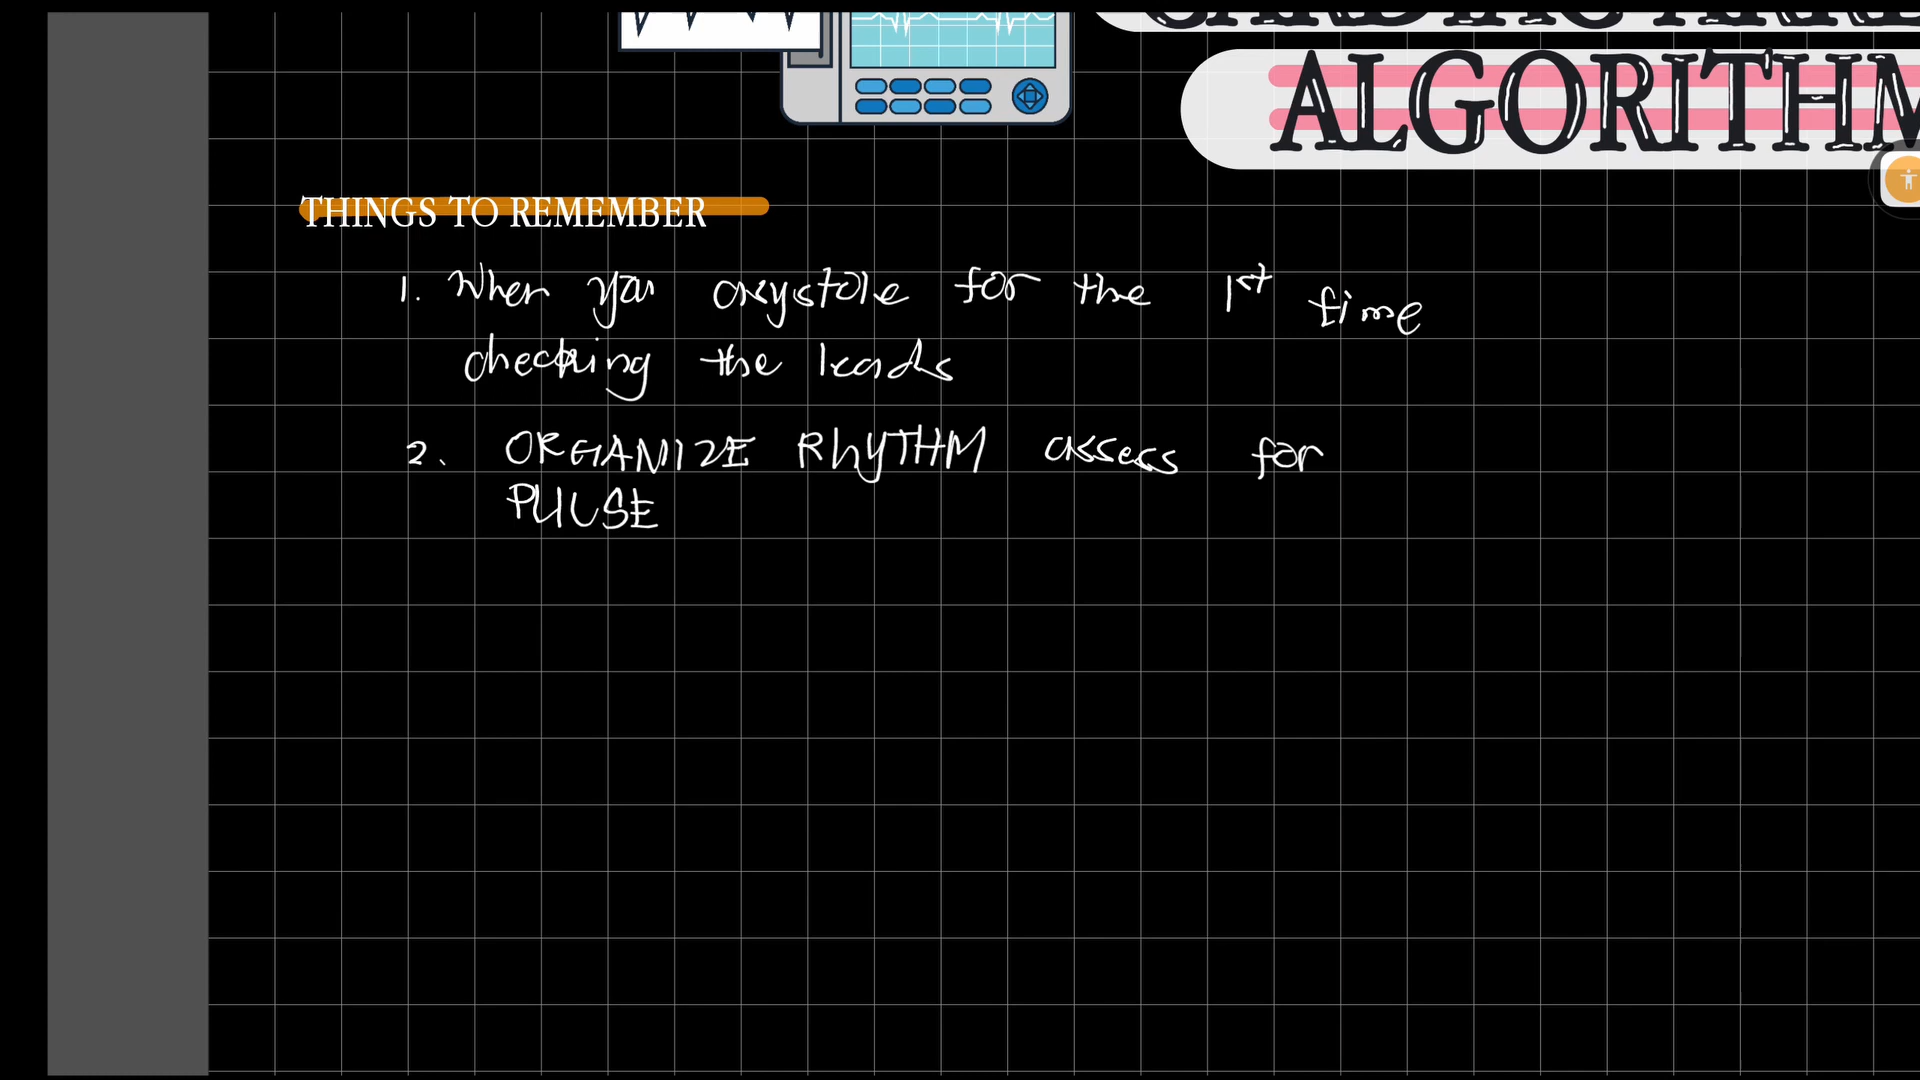 ALGORITHM
THINGS TO REMEMBER
1. When you asystole for the 1st time
checking the leads
2. ORGANIZE RhyTHM assess for
PULSE